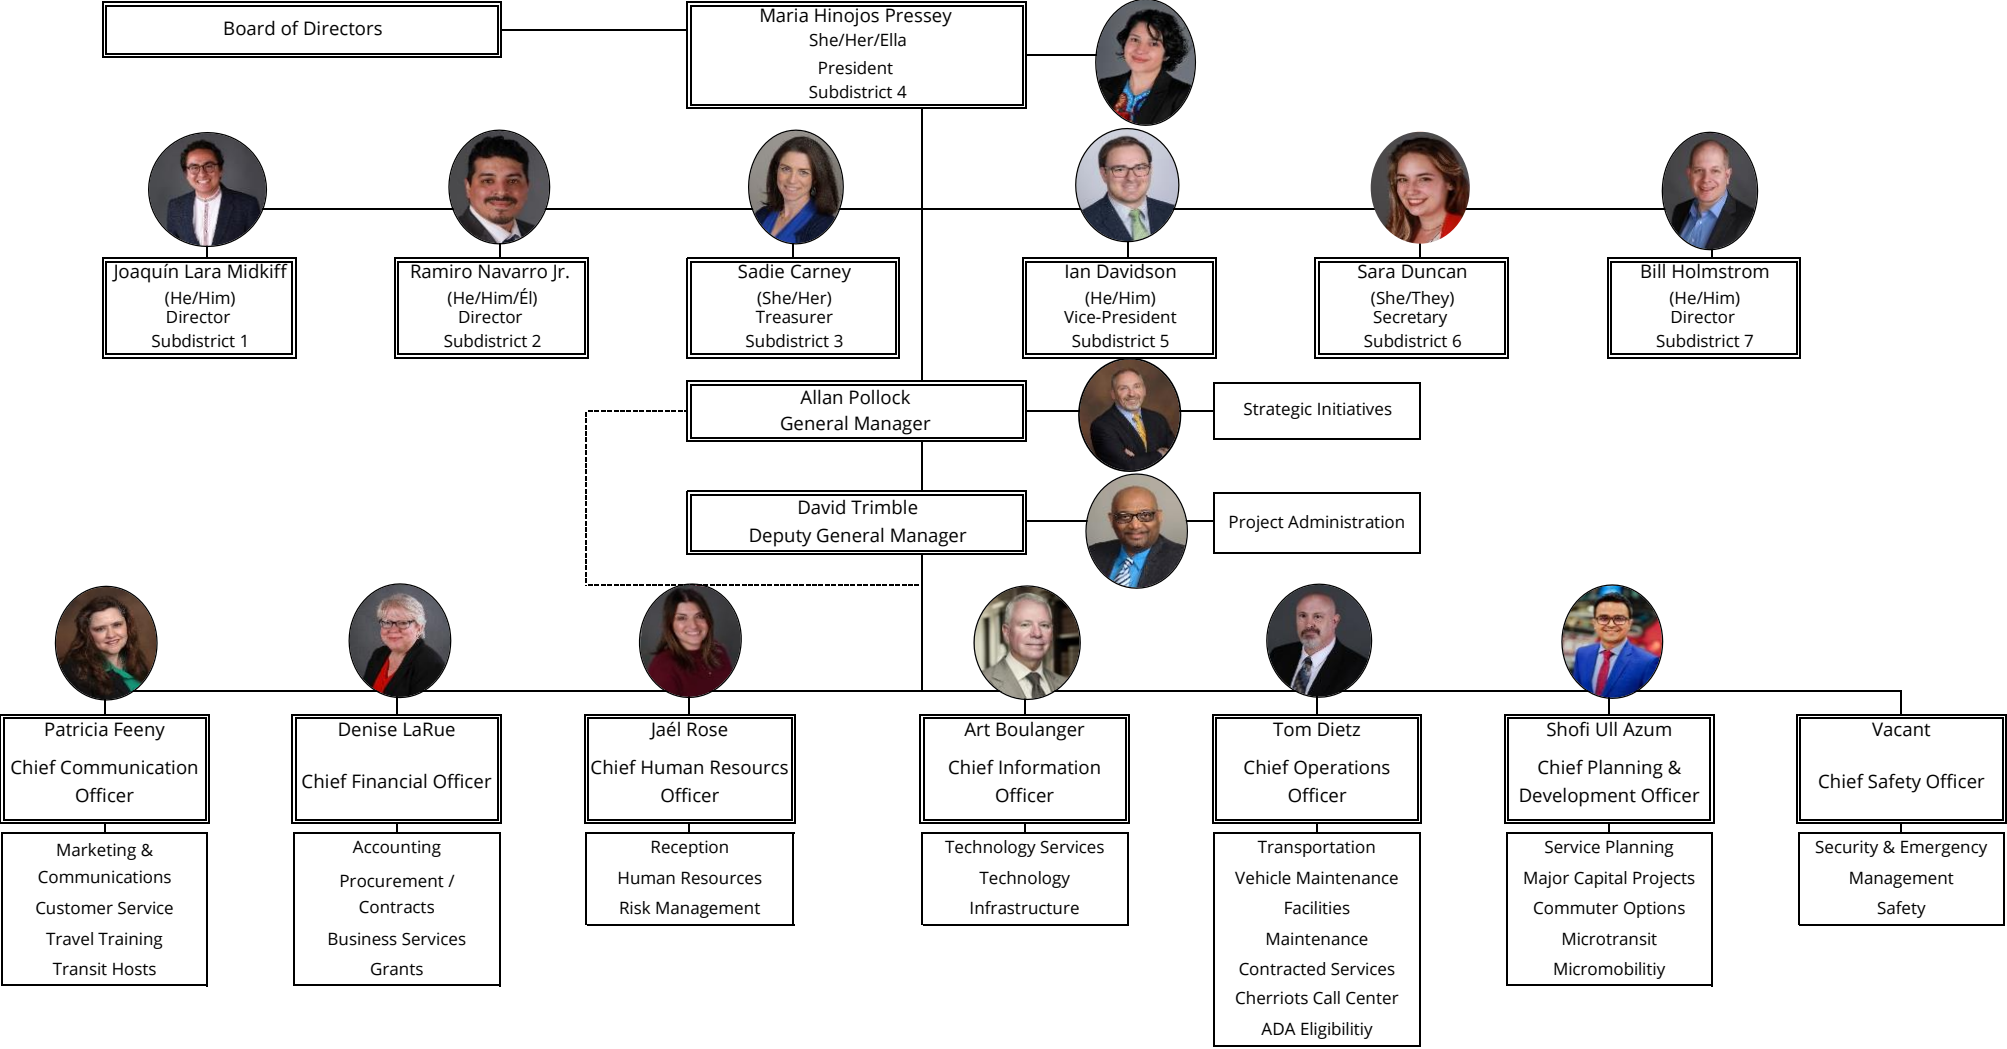 Board of Directors
Maria Hinojos Pressey
She/Her/Ella
President
Subdistrict 4
Joaquín Lara Midkiff
(He/Him)
Director
Subdistrict 1
Ramiro Navarro Jr.
(He/Him/Él)
Director
Subdistrict 2
Sadie Carney
(She/Her)
Treasurer
Subdistrict 3
Ian Davidson
(He/Him)
Vice-President
Subdistrict 5
Sara Duncan
(She/They)
Secretary
Subdistrict 6
Bill Holmstrom
(He/Him)
Director
Subdistrict 7
Allan Pollock
General Manager
Strategic Initiatives
David Trimble
Deputy General Manager
Project Administration
Patricia Feeny
Chief Communication
Officer
Marketing &
Communications
Customer Service
Travel Training
Transit Hosts
Denise LaRue
Chief Financial Officer
Accounting
Procurement /
Contracts
Business Services
Grants
Jaél Rose
Chief Human Resourcs
Officer
Reception
Human Resources
Risk Management
Art Boulanger
Chief Information
Officer
Technology Services
Technology
Infrastructure
Tom Dietz
Chief Operations
Officer
Transportation
Vehicle Maintenance
Facilities
Maintenance
Contracted Services
Cherriots Call Center
ADA Eligibilitiy
Shofi Ull Azum
Chief Planning &
Development Officer
Service Planning
Major Capital Projects
Commuter Options
Microtransit
Micromobilitiy
Vacant
Chief Safety Officer
Security & Emergency
Management
Safety